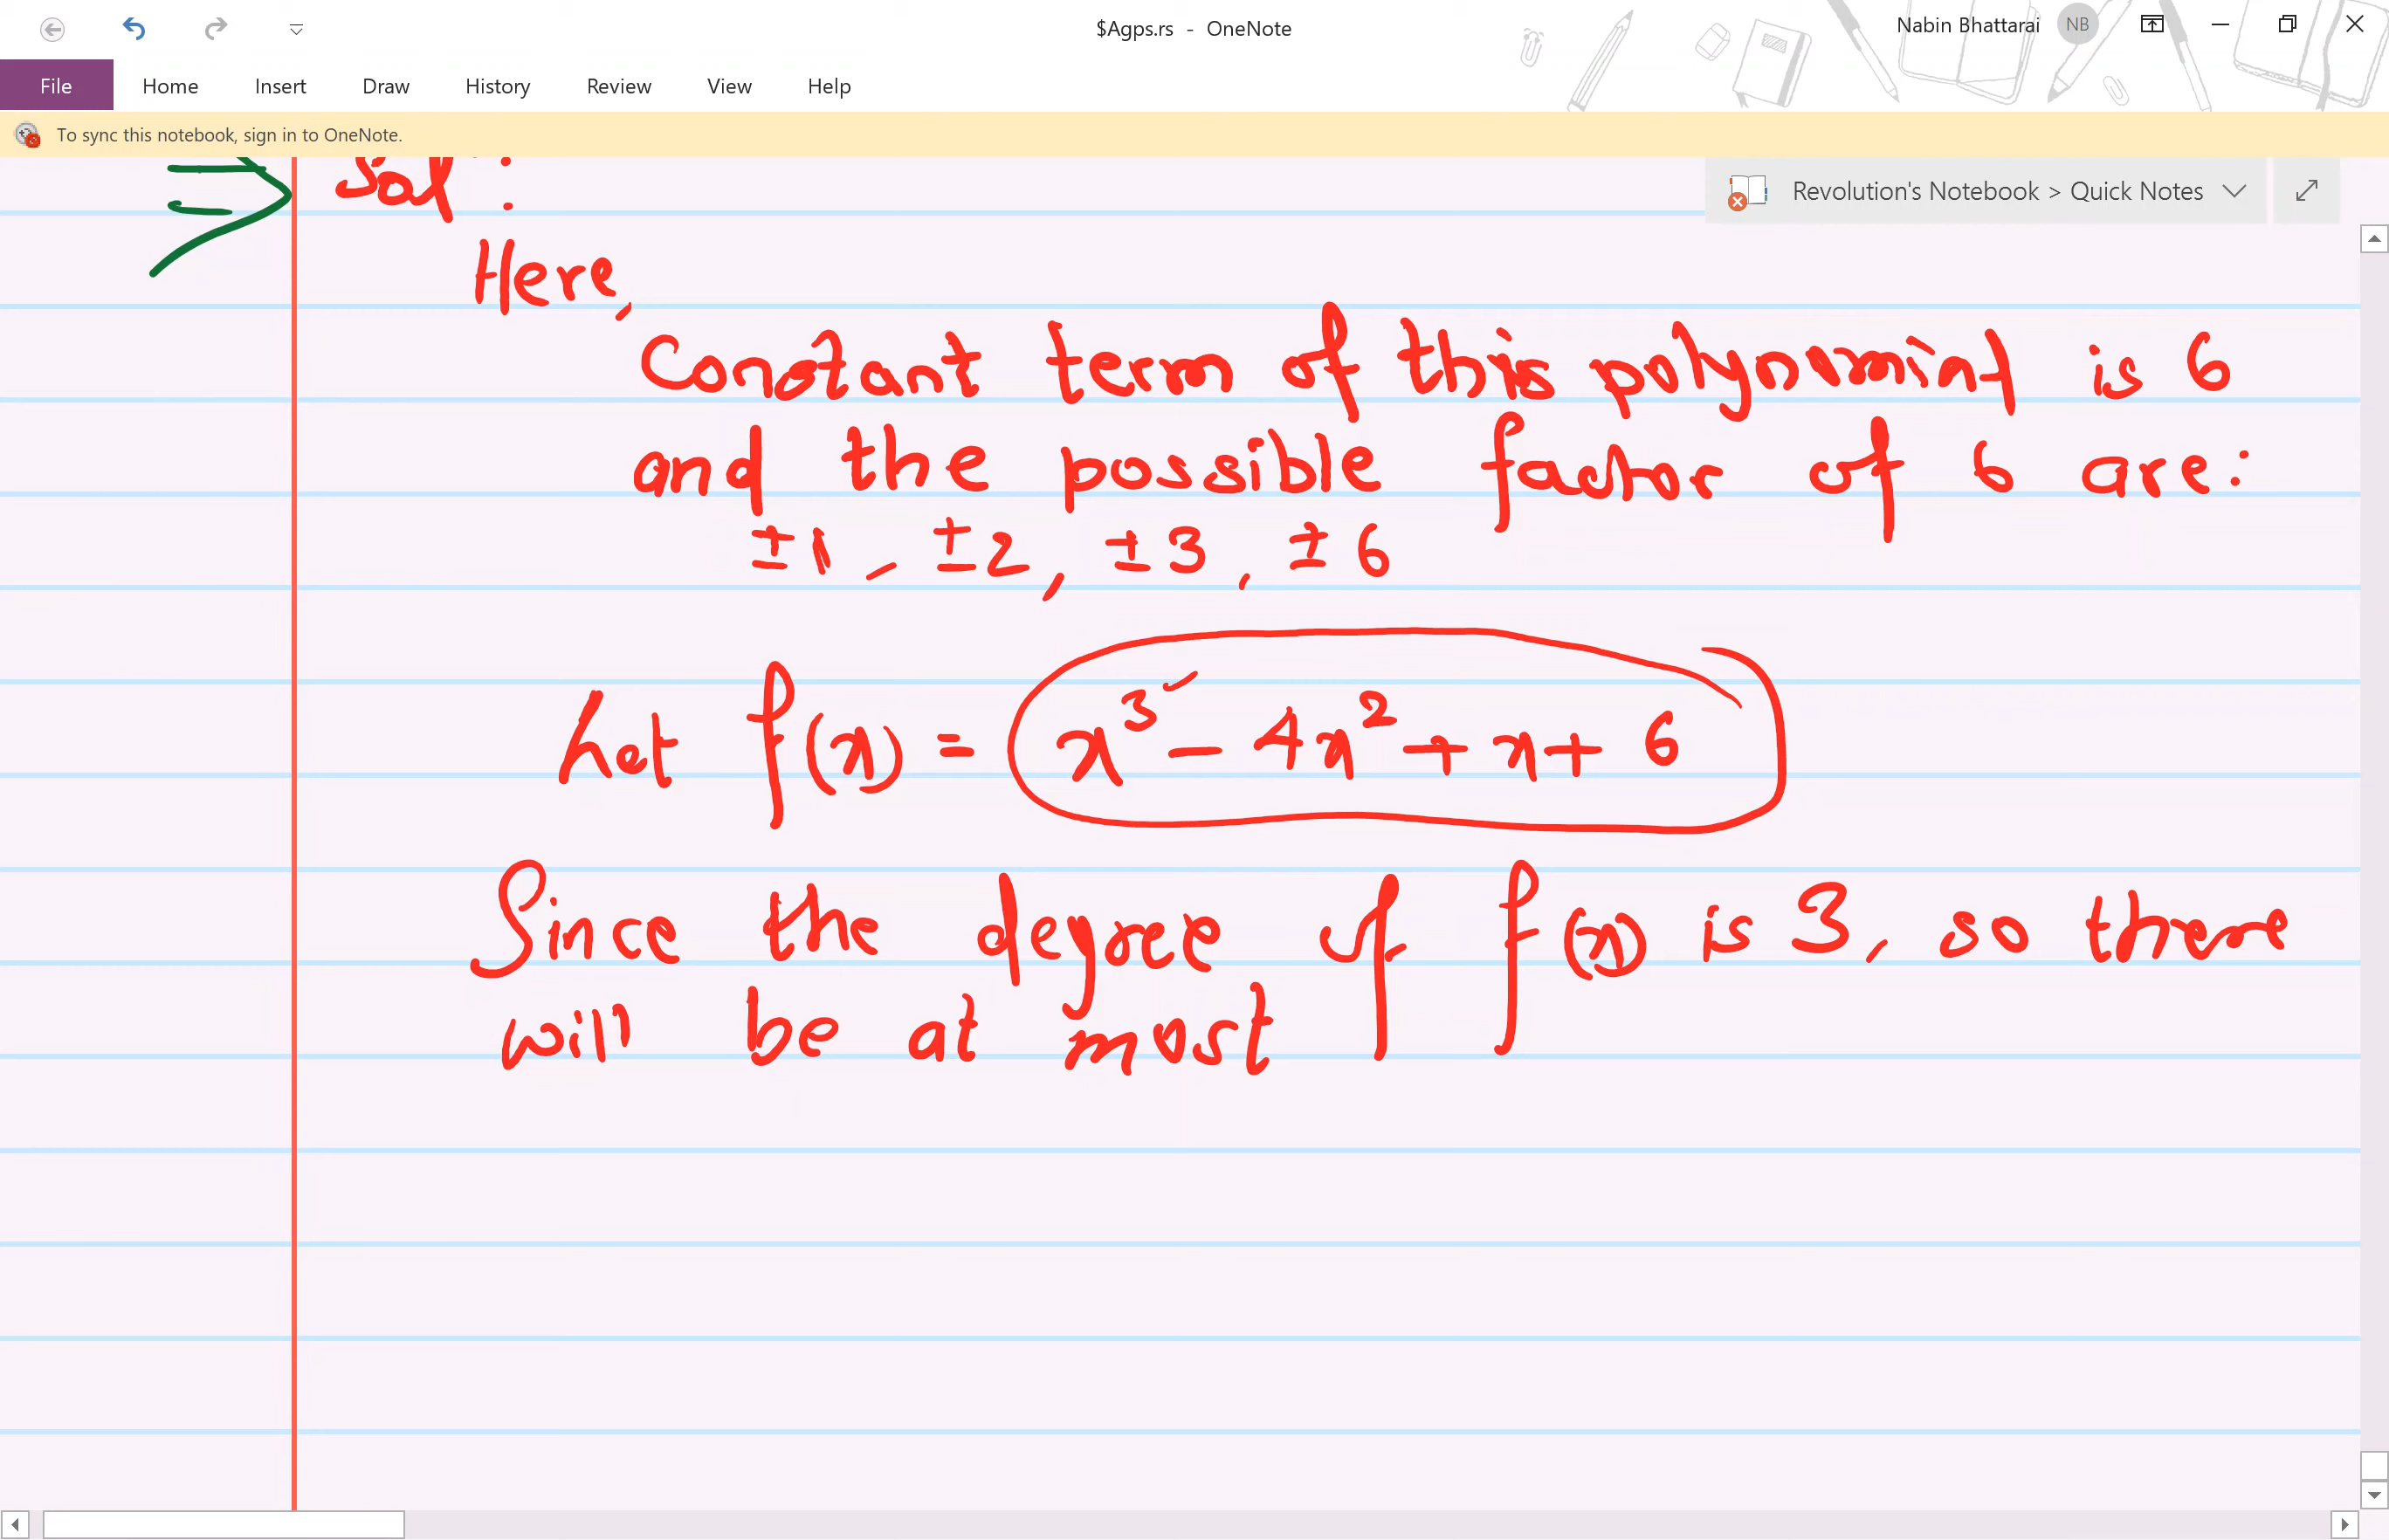 $Agps.rs - OneNote
Nabin Bhattarai NB
File Home Insert Draw History Review View Help
To sync this notebook, sign in to OneNote.
Revolution's Notebook > Quick Notes
Sol :
Here,
Constant term of this polynomial is 6
and the possible factor of 6 are:
±1, ±2, ±3, ±6
Let f(x) = x³ - 4x² + x + 6
Since the degree of f(x) is 3, so there
will be at most